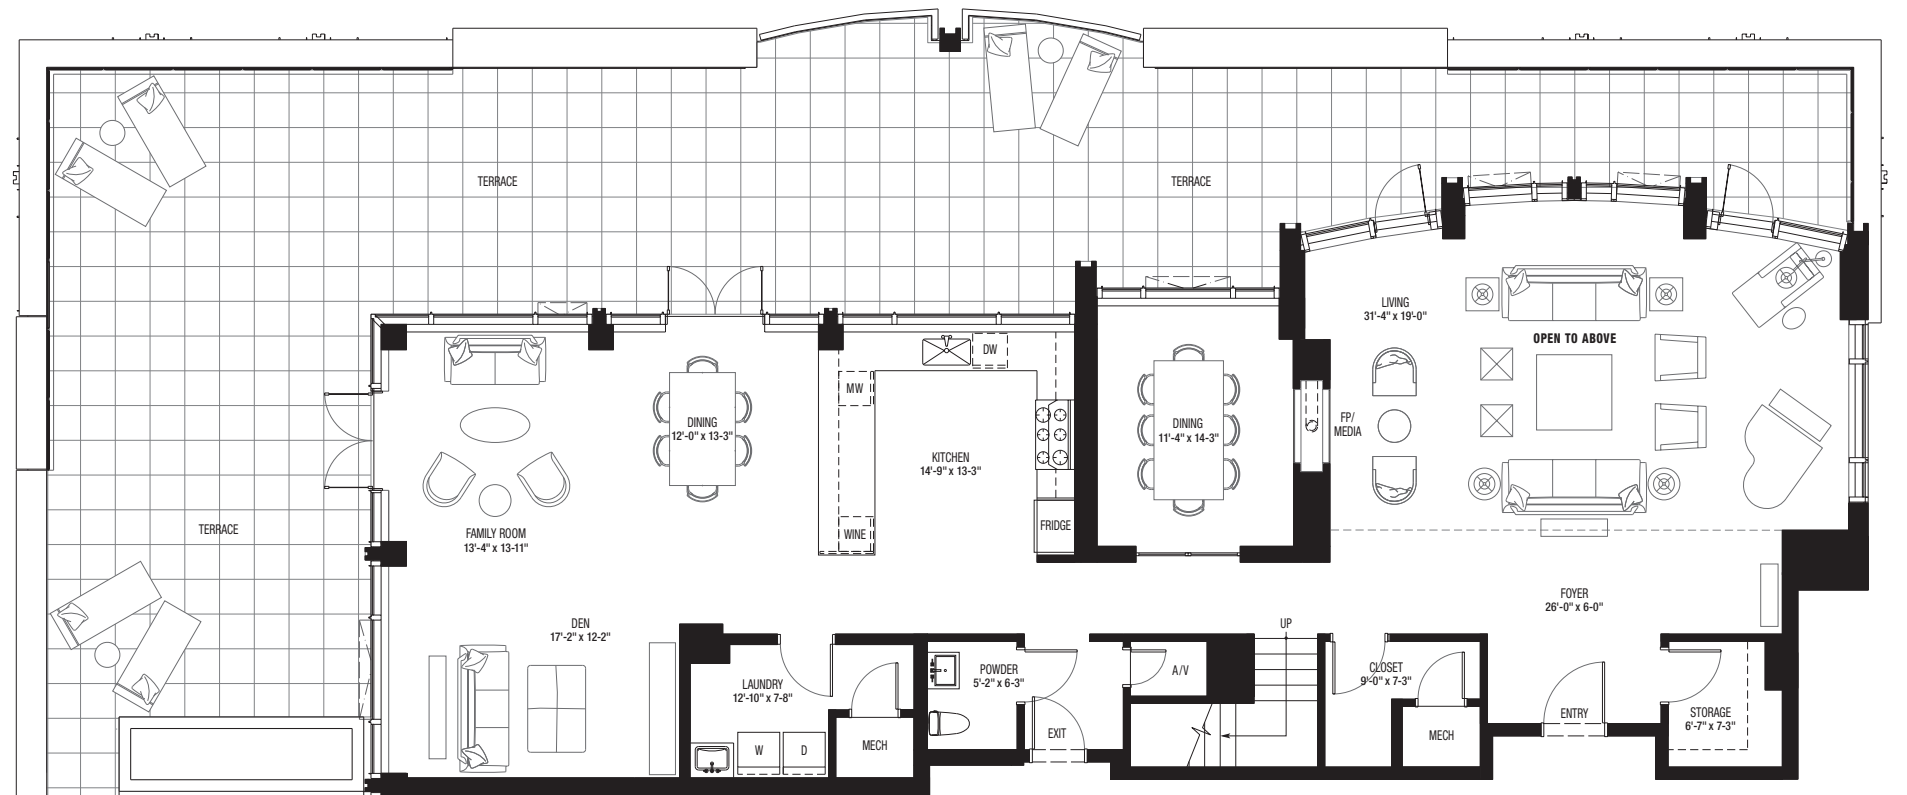 TERRACE
TERRACE
LIVING
31'-4" x 19'-0"
OPEN TO ABOVE
DW
MW
DINING
12'-0" x 13'-3"
DINING
11'-4" x 14'-3"
FP/
MEDIA
KITCHEN
14'-9" x 13'-3"
TERRACE
FAMILY ROOM
13'-4" x 13'-11"
WINE
FRIDGE
FOYER
26'-0" x 6'-0"
DEN
17'-2" x 12'-2"
UP
LAUNDRY
12'-10" x 7'-8"
POWDER
5'-2" x 6'-3"
A/V
CLOSET
9'-0" x 7'-3"
ENTRY
STORAGE
6'-7" x 7'-3"
EXIT
W
D
MECH
MECH